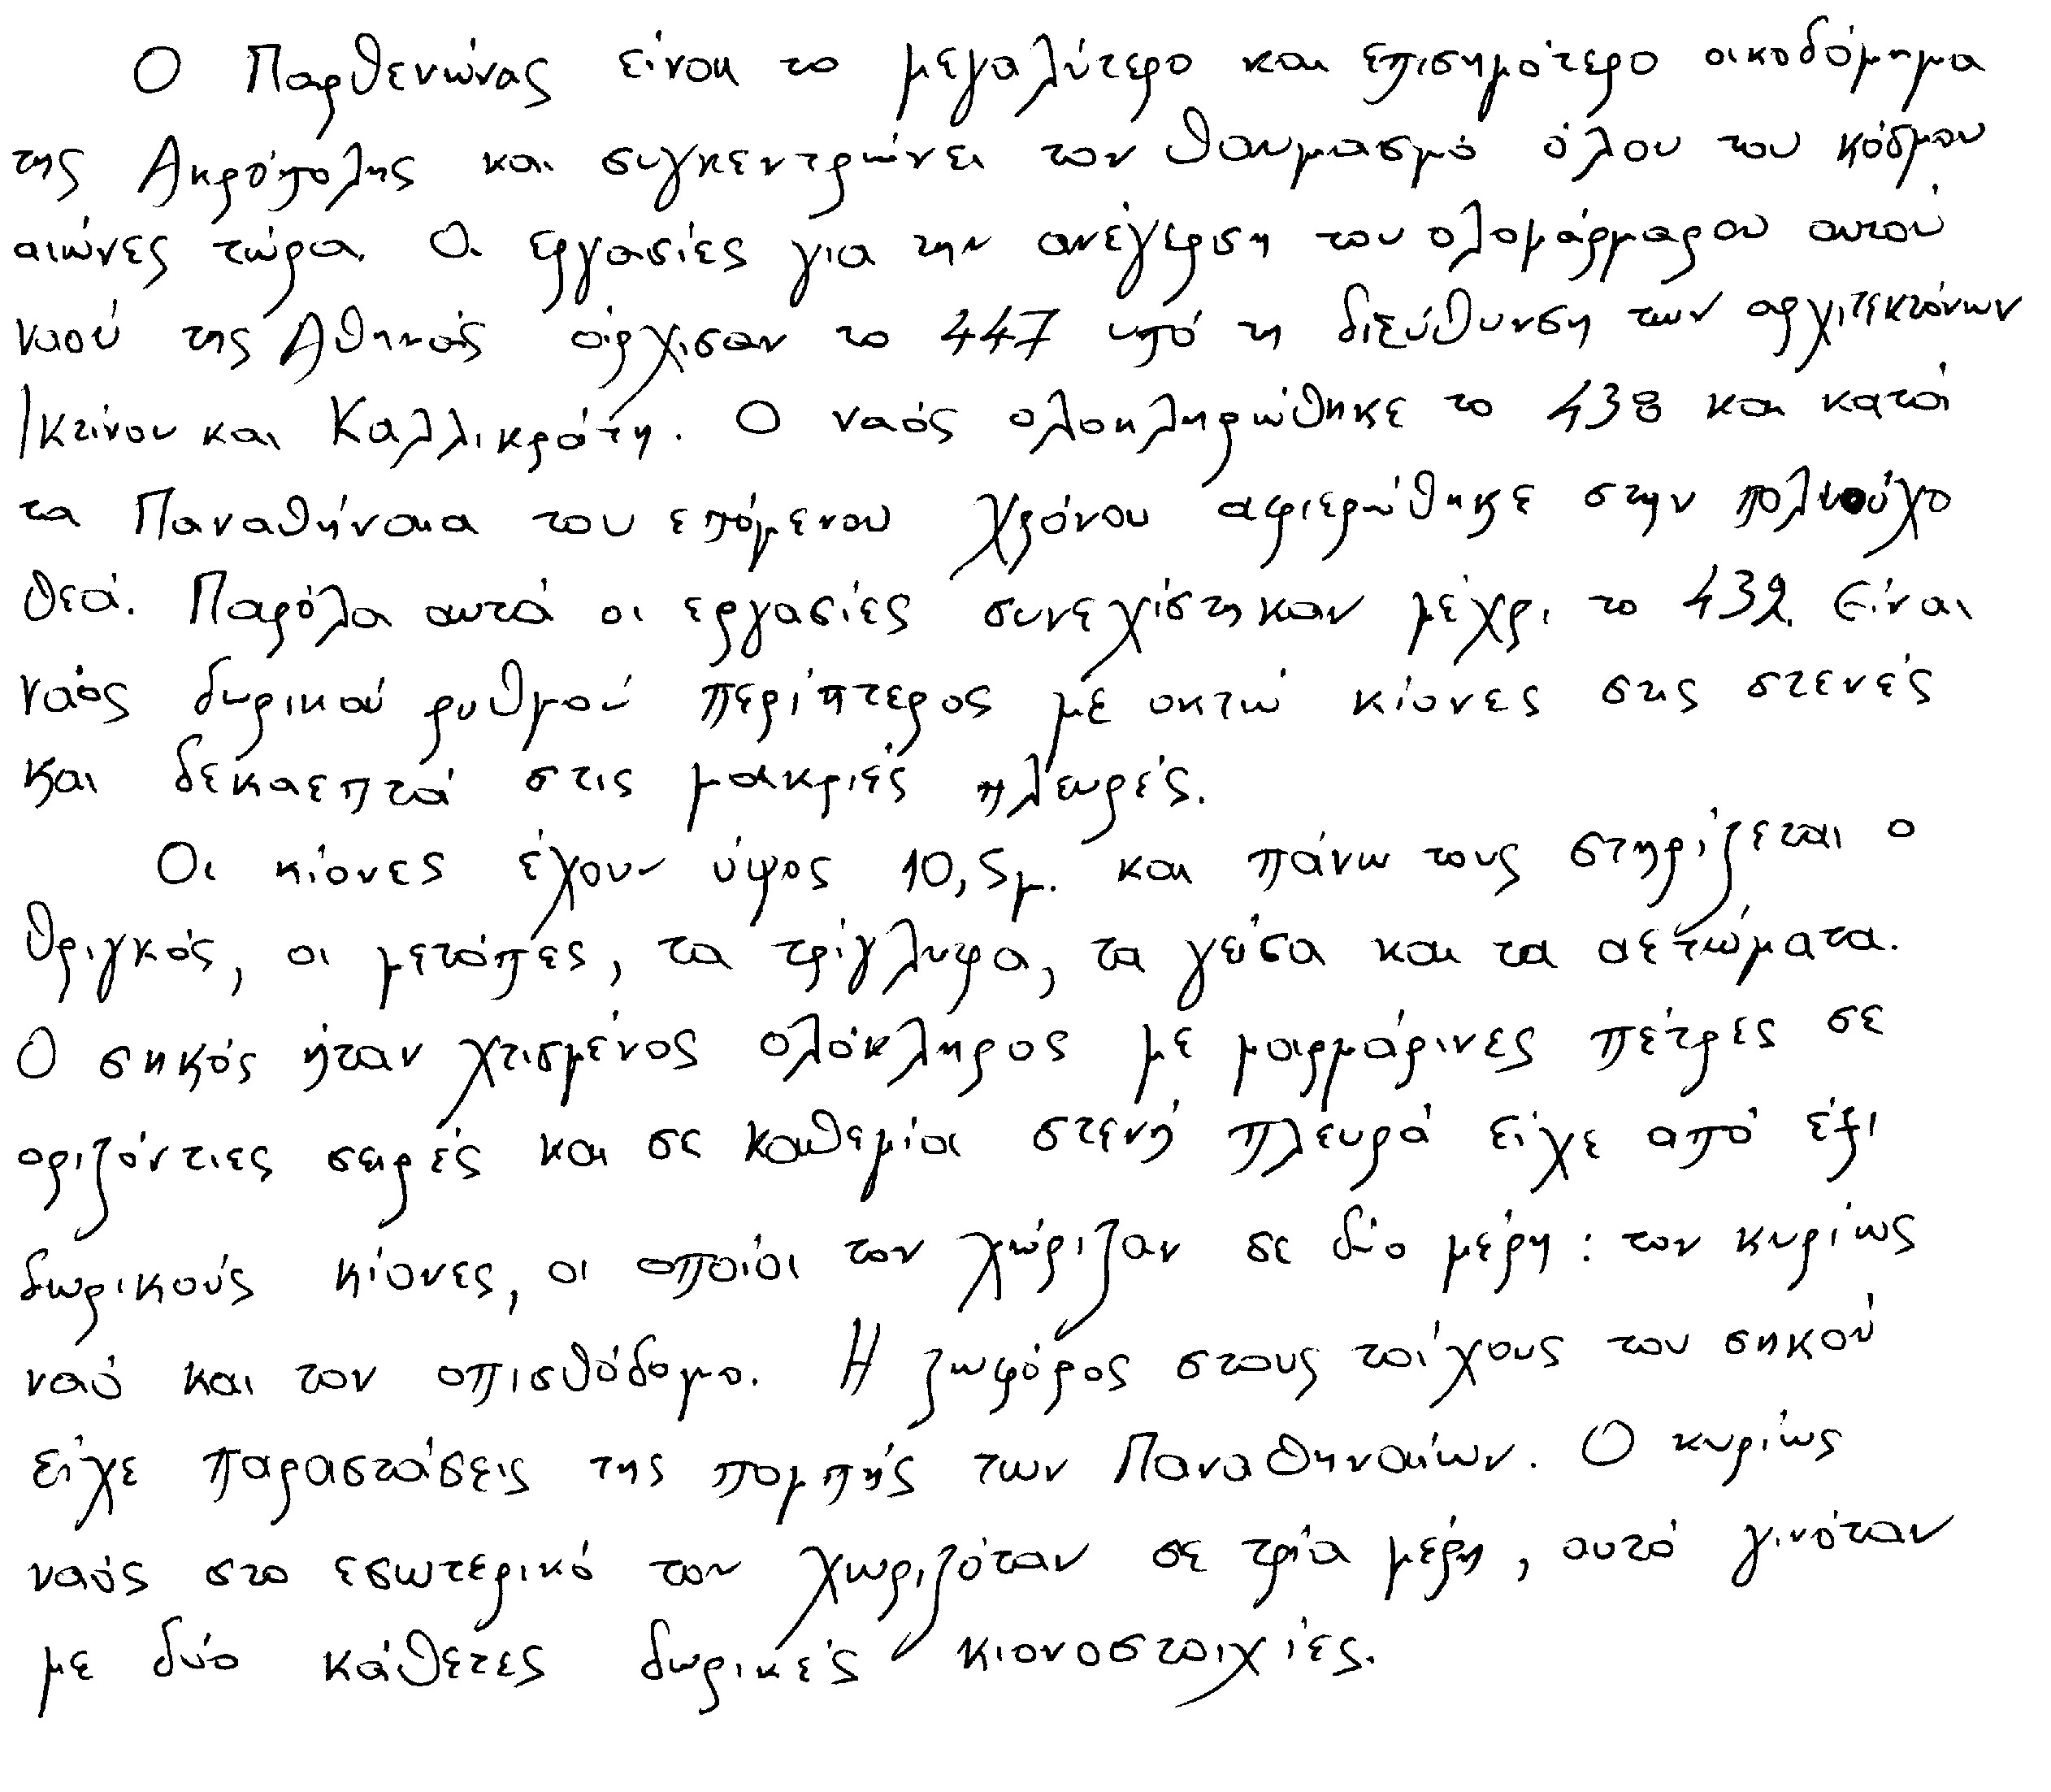 Ο Παρθενώνας είναι το μεγαλύτερο και επισημότερο οικοδόμημα
της Ακρόπολης και συγκεντρώνει τον θαυμασμό όλου του κόσμου
αιώνες τώρα. Οι εργασίες για την ανέγερση του ολομάρμαρου αυτού
ναού της Αθηνάς άρχισαν το 447 υπό τη διεύθυνση των αρχιτεκτόνων
Ικτίνου και Καλλικράτη. Ο ναός ολοκληρώθηκε το 438 και κατά
τα Παναθήναια του επόμενου χρόνου αφιερώθηκε στην πολιούχο
θεά. Παρόλα αυτά οι εργασίες συνεχίστηκαν μέχρι το 432. Είναι
ναός δωρικού ρυθμού περίπτερος με οκτώ κίονες στις στενές
και δεκαεπτά στις μακριές πλευρές.
Οι κίονες έχουν ύψος 10,5μ. και πάνω τους στηρίζεται ο
θριγκός, οι μετόπες, τα τρίγλυφα, τα γείσα και τα αετώματα.
Ο σηκός ήταν χτισμένος ολόκληρος με μαρμάρινες πέτρες σε
οριζόντιες σειρές και σε καθεμία στενή πλευρά είχε από έξι
δωρικούς κίονες, οι οποίοι τον χώριζαν σε δύο μέρη: τον κυρίως
ναό και τον οπισθόδομο. Η ζωφόρος στους τοίχους του σηκού
είχε παραστάσεις της πομπής των Παναθηναίων. Ο κυρίως
ναός στο εσωτερικό του χωριζόταν σε τρία μέρη, αυτό γινόταν
με δύο κάθετες δωρικές κιονοστοιχίες.